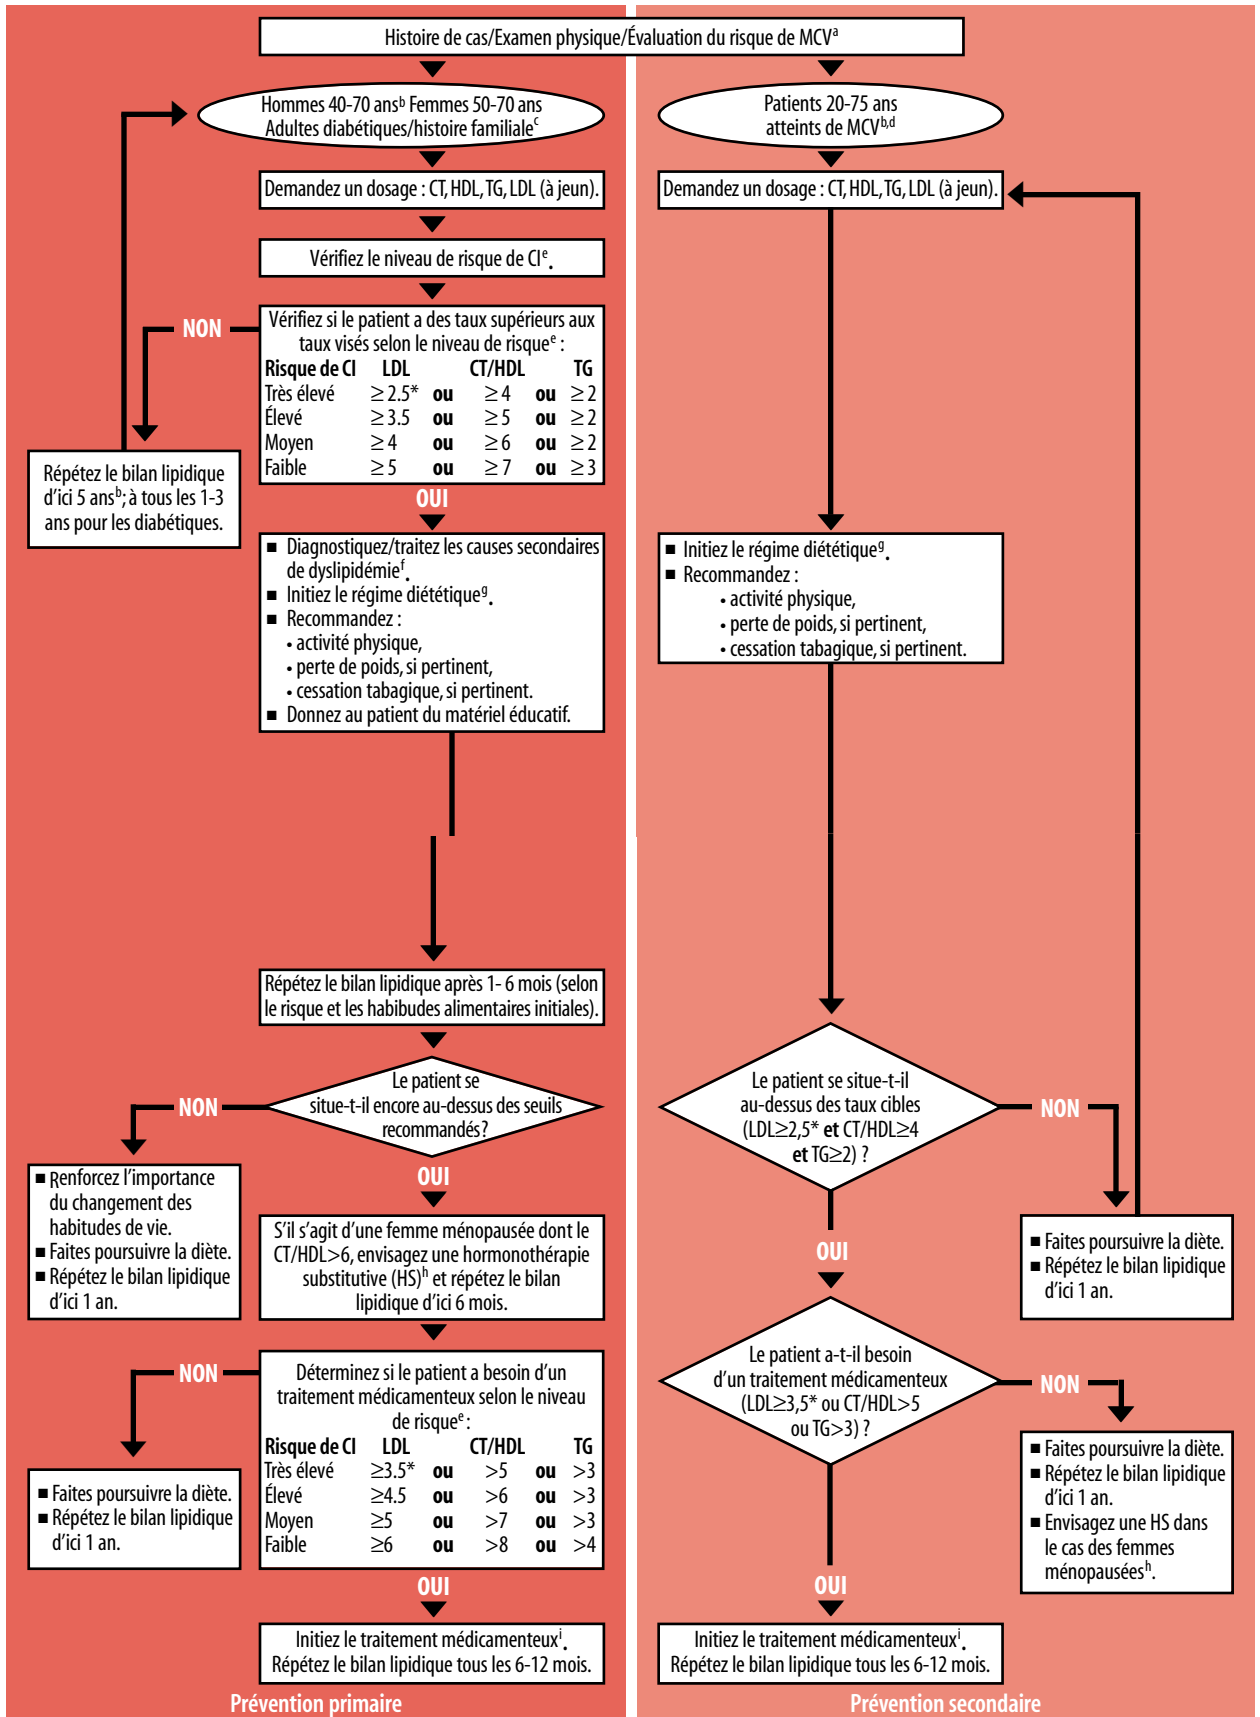 Histoire de cas/Examen physique/Évaluation du risque de MCVᵃ
Hommes 40-70 ansᵇ Femmes 50-70 ans
Adultes diabétiques/histoire familialeᶜ
Demandez un dosage : CT, HDL, TG, LDL (à jeun).
Vérifiez le niveau de risque de CIᵉ.
Vérifiez si le patient a des taux supérieurs aux
taux visés selon le niveau de risqueᵉ :
Risque de CI LDL CT/HDL TG
Très élevé ≥ 2.5* ou ≥ 4 ou ≥ 2
Élevé ≥ 3.5 ou ≥ 5 ou ≥ 2
Moyen ≥ 4 ou ≥ 6 ou ≥ 2
Faible ≥ 5 ou ≥ 7 ou ≥ 3
NON
Répétez le bilan lipidique
d'ici 5 ansᵇ; à tous les 1-3
ans pour les diabétiques.
OUI
■ Diagnostiquez/traitez les causes secondaires
de dyslipidémieᶠ.
■ Initiez le régime diététiqueᵍ.
■ Recommandez :
• activité physique,
• perte de poids, si pertinent,
• cessation tabagique, si pertinent.
■ Donnez au patient du matériel éducatif.
Répétez le bilan lipidique après 1- 6 mois (selon
le risque et les habibudes alimentaires initiales).
Le patient se
situe-t-il encore au-dessus des seuils
recommandés?
NON
■ Renforcez l'importance
du changement des
habitudes de vie.
■ Faites poursuivre la diète.
■ Répétez le bilan lipidique
d'ici 1 an.
OUI
S'il s'agit d'une femme ménopausée dont le
CT/HDL>6, envisagez une hormonothérapie
substitutive (HS)ʰ et répétez le bilan
lipidique d'ici 6 mois.
Déterminez si le patient a besoin d'un
traitement médicamenteux selon le niveau
de risqueᵉ :
Risque de CI LDL CT/HDL TG
Très élevé ≥3.5* ou >5 ou >3
Élevé ≥4.5 ou >6 ou >3
Moyen ≥5 ou >7 ou >3
Faible ≥6 ou >8 ou >4
NON
■ Faites poursuivre la diète.
■ Répétez le bilan lipidique
d'ici 1 an.
OUI
Initiez le traitement médicamenteuxⁱ.
Répétez le bilan lipidique tous les 6-12 mois.
Prévention primaire
Patients 20-75 ans
atteints de MCVᵇ,ᵈ
Demandez un dosage : CT, HDL, TG, LDL (à jeun).
■ Initiez le régime diététiqueᵍ.
■ Recommandez :
• activité physique,
• perte de poids, si pertinent,
• cessation tabagique, si pertinent.
Le patient se situe-t-il
au-dessus des taux cibles
(LDL≥2,5* et CT/HDL≥4
et TG≥2) ?
NON
■ Faites poursuivre la diète.
■ Répétez le bilan lipidique
d'ici 1 an.
OUI
Le patient a-t-il besoin
d'un traitement médicamenteux
(LDL≥3,5* ou CT/HDL>5
ou TG>3) ?
NON
■ Faites poursuivre la diète.
■ Répétez le bilan lipidique
d'ici 1 an.
■ Envisagez une HS dans
le cas des femmes
ménopauséesʰ.
OUI
Initiez le traitement médicamenteuxⁱ.
Répétez le bilan lipidique tous les 6-12 mois.
Prévention secondaire